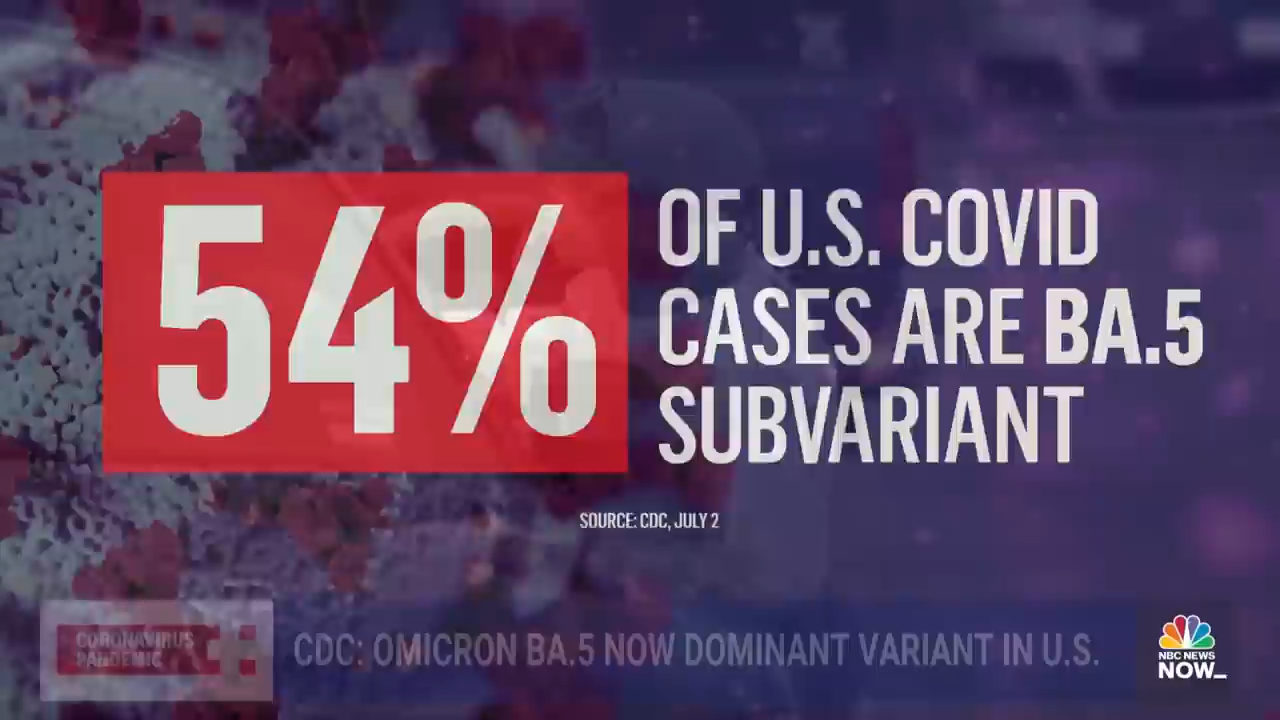 54%
OF U.S. COVID
CASES ARE BA.5
SUBVARIANT
SOURCE: CDC, JULY 2
CORONAVIRUS
PANDEMIC
CDC: OMICRON BA.5 NOW DOMINANT VARIANT IN U.S.
NBC NEWS
NOW_